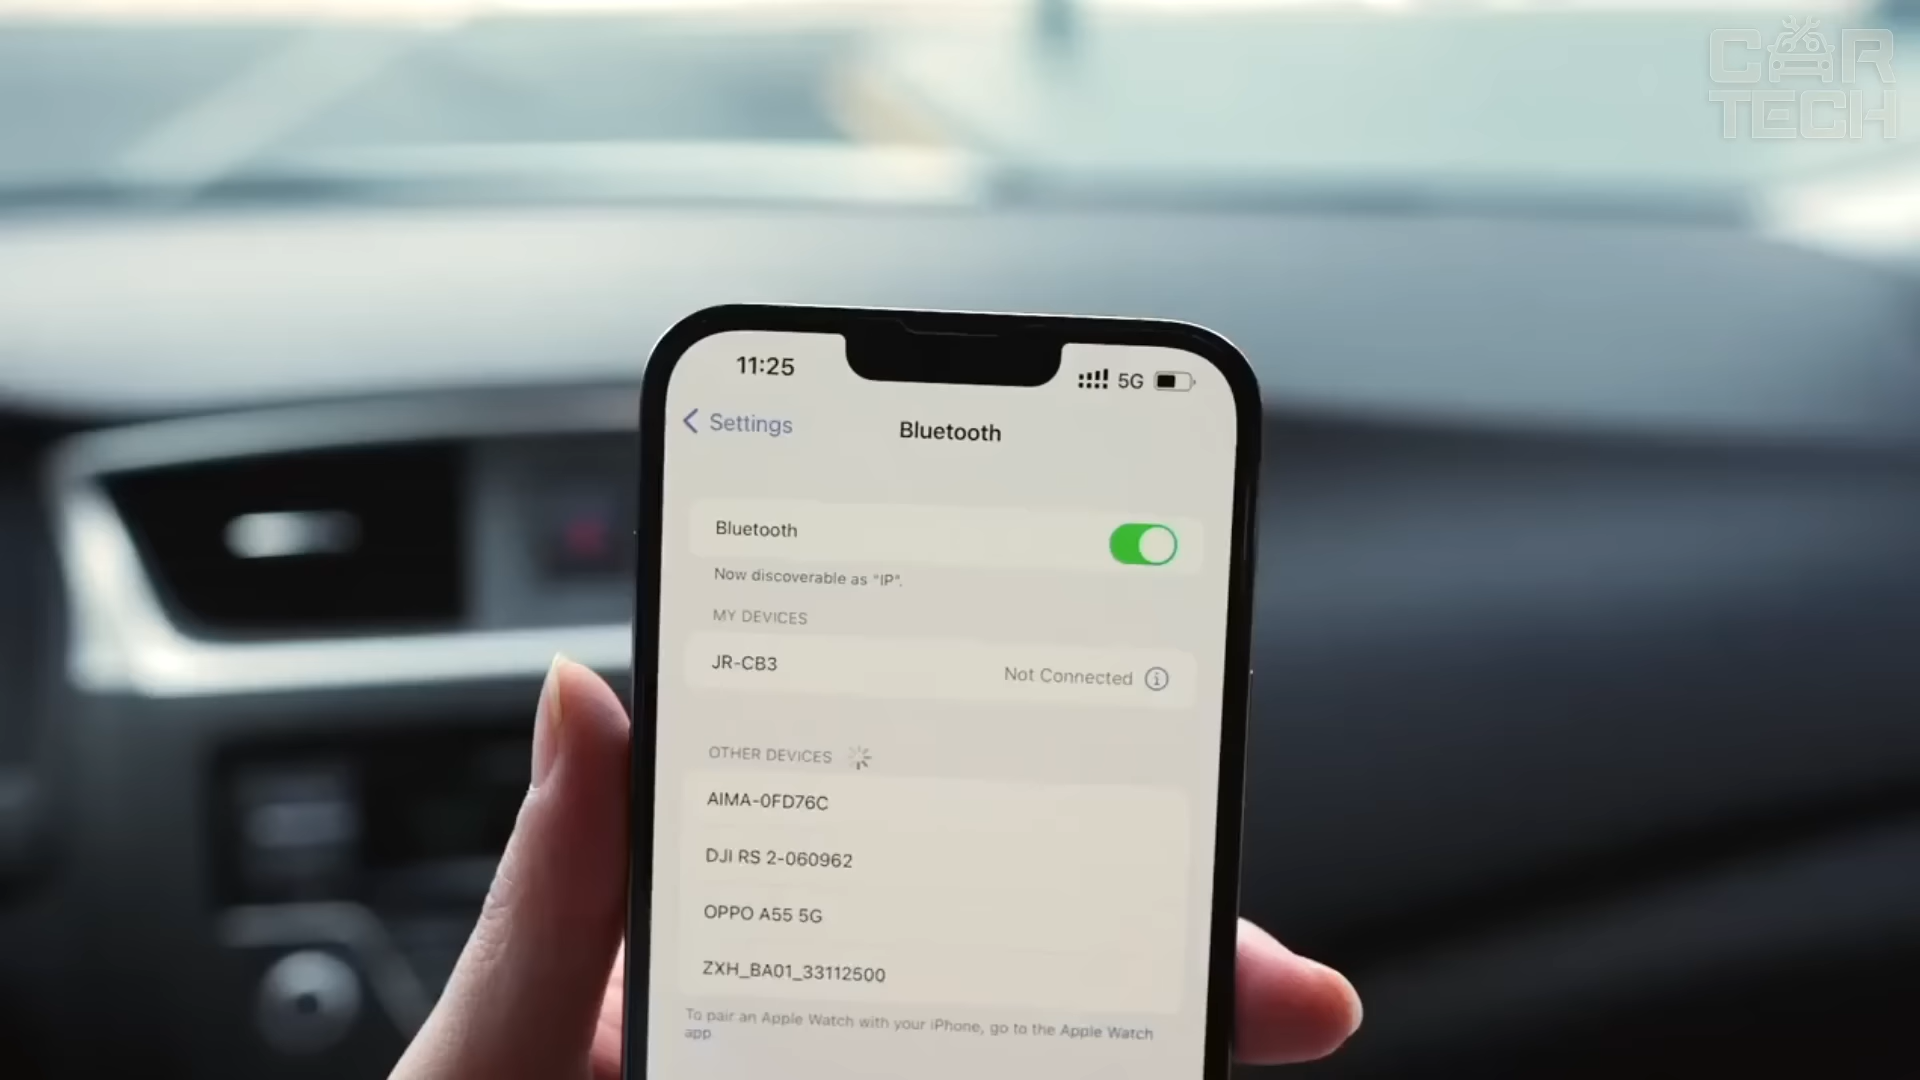 CAR
TECH
11:25
5G
Settings
Bluetooth
Bluetooth
Now discoverable as "IP".
MY DEVICES
JR-CB3
Not Connected
OTHER DEVICES
AIMA-0FD76C
DJI RS 2-060962
OPPO A55 5G
ZXH_BA01_33112500
To pair an Apple Watch with your iPhone, go to the Apple Watch
app